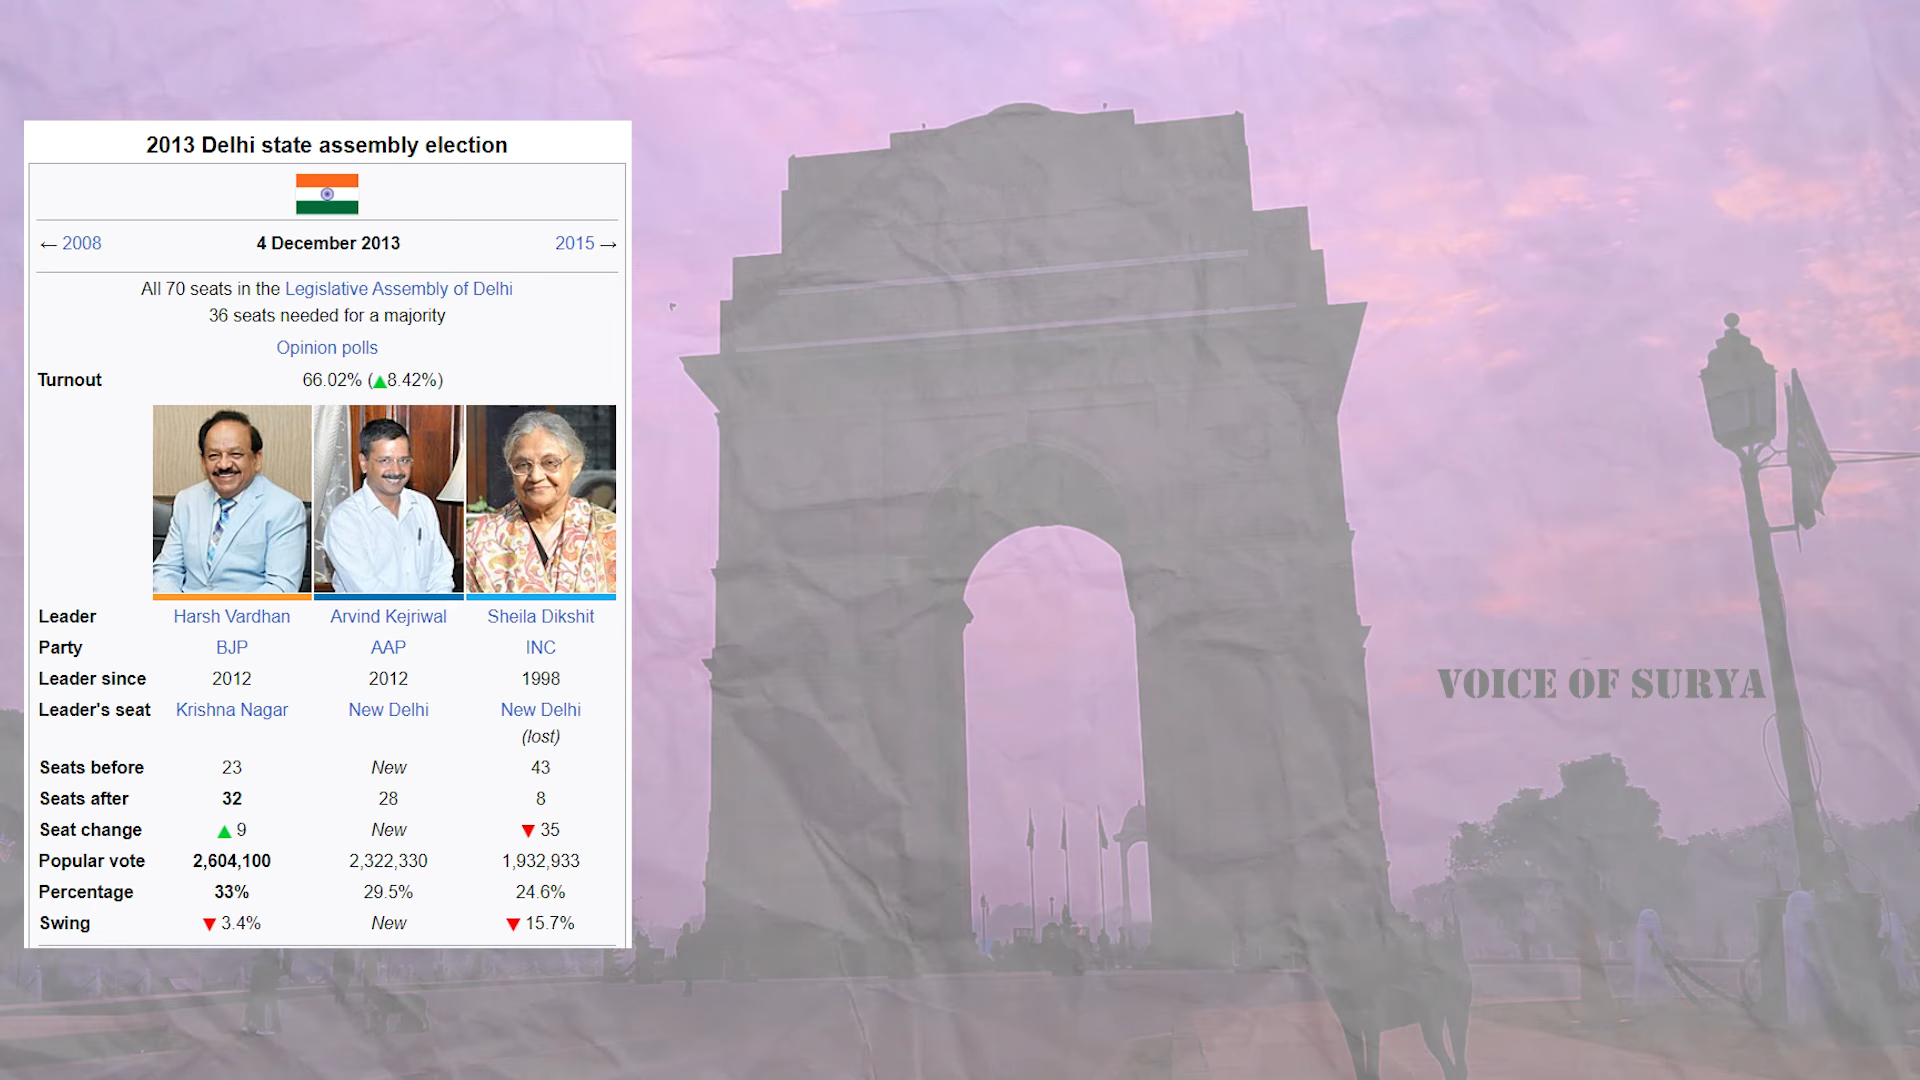 2013 Delhi state assembly election
← 2008 4 December 2013 2015 →
All 70 seats in the Legislative Assembly of Delhi
36 seats needed for a majority
Opinion polls
Turnout 66.02% (▲8.42%)
Leader Harsh Vardhan Arvind Kejriwal Sheila Dikshit
Party BJP AAP INC
Leader since 2012 2012 1998
Leader's seat Krishna Nagar New Delhi New Delhi
(lost)
Seats before 23 New 43
Seats after 32 28 8
Seat change ▲ 9 New ▼ 35
Popular vote 2,604,100 2,322,330 1,932,933
Percentage 33% 29.5% 24.6%
Swing ▼ 3.4% New ▼ 15.7%
VOICE OF SURYA